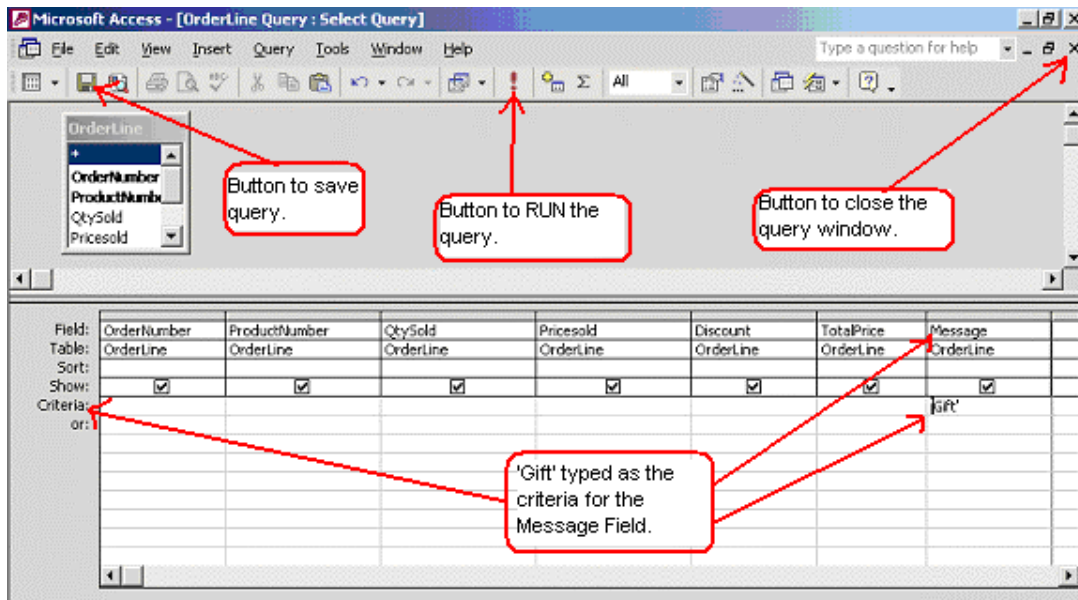 Microsoft Access - [OrderLine Query : Select Query]
File Edit View Insert Query Tools Window Help
Type a question for help
All
OrderLine
*
OrderNumber
ProductNumbe
QtySold
Pricesold
Button to save
query.
Button to RUN the
query.
Button to close the
query window.
Field: OrderNumber ProductNumber QtySold Pricesold Discount TotalPrice Message
Table: OrderLine OrderLine OrderLine OrderLine OrderLine OrderLine OrderLine
Sort:
Show:
Criteria: 'Gift'
or:
'Gift' typed as the
criteria for the
Message Field.